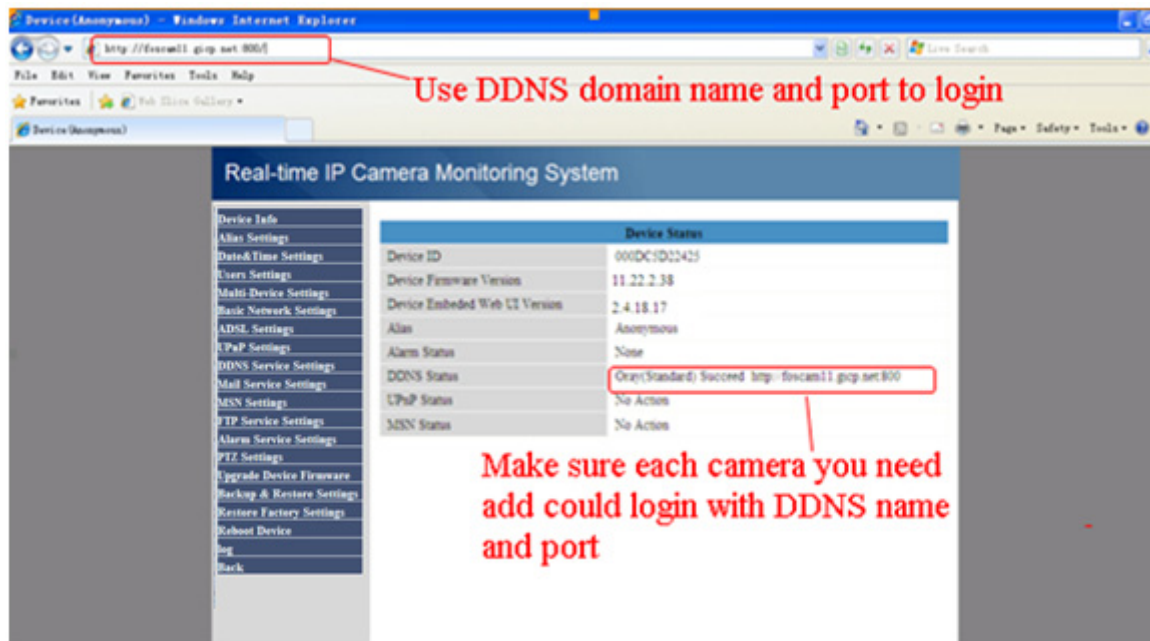 Device(Anonymous) - Windows Internet Explorer
http://foscam11.gicp.net:800/
Live Search
File Edit View Favorites Tools Help
Use DDNS domain name and port to login
Favorites Web Slice Gallery
Device(Anonymous)
Page Safety Tools
Real-time IP Camera Monitoring System
Device Info
Alias Settings
Date&Time Settings
Users Settings
Multi-Device Settings
Basic Network Settings
ADSL Settings
UPnP Settings
DDNS Service Settings
Mail Service Settings
MSN Settings
FTP Service Settings
Alarm Service Settings
PTZ Settings
Upgrade Device Firmware
Backup & Restore Settings
Restore Factory Settings
Reboot Device
log
Back
Device Status
Device ID 000DC5D22425
Device Firmware Version 11.22.2.38
Device Embeded Web UI Version 2.4.18.17
Alias Anonymous
Alarm Status None
DDNS Status Oray(Standard) Succeed http://foscam11.gicp.net:800
UPnP Status No Action
MSN Status No Action
Make sure each camera you need
add could login with DDNS name
and port